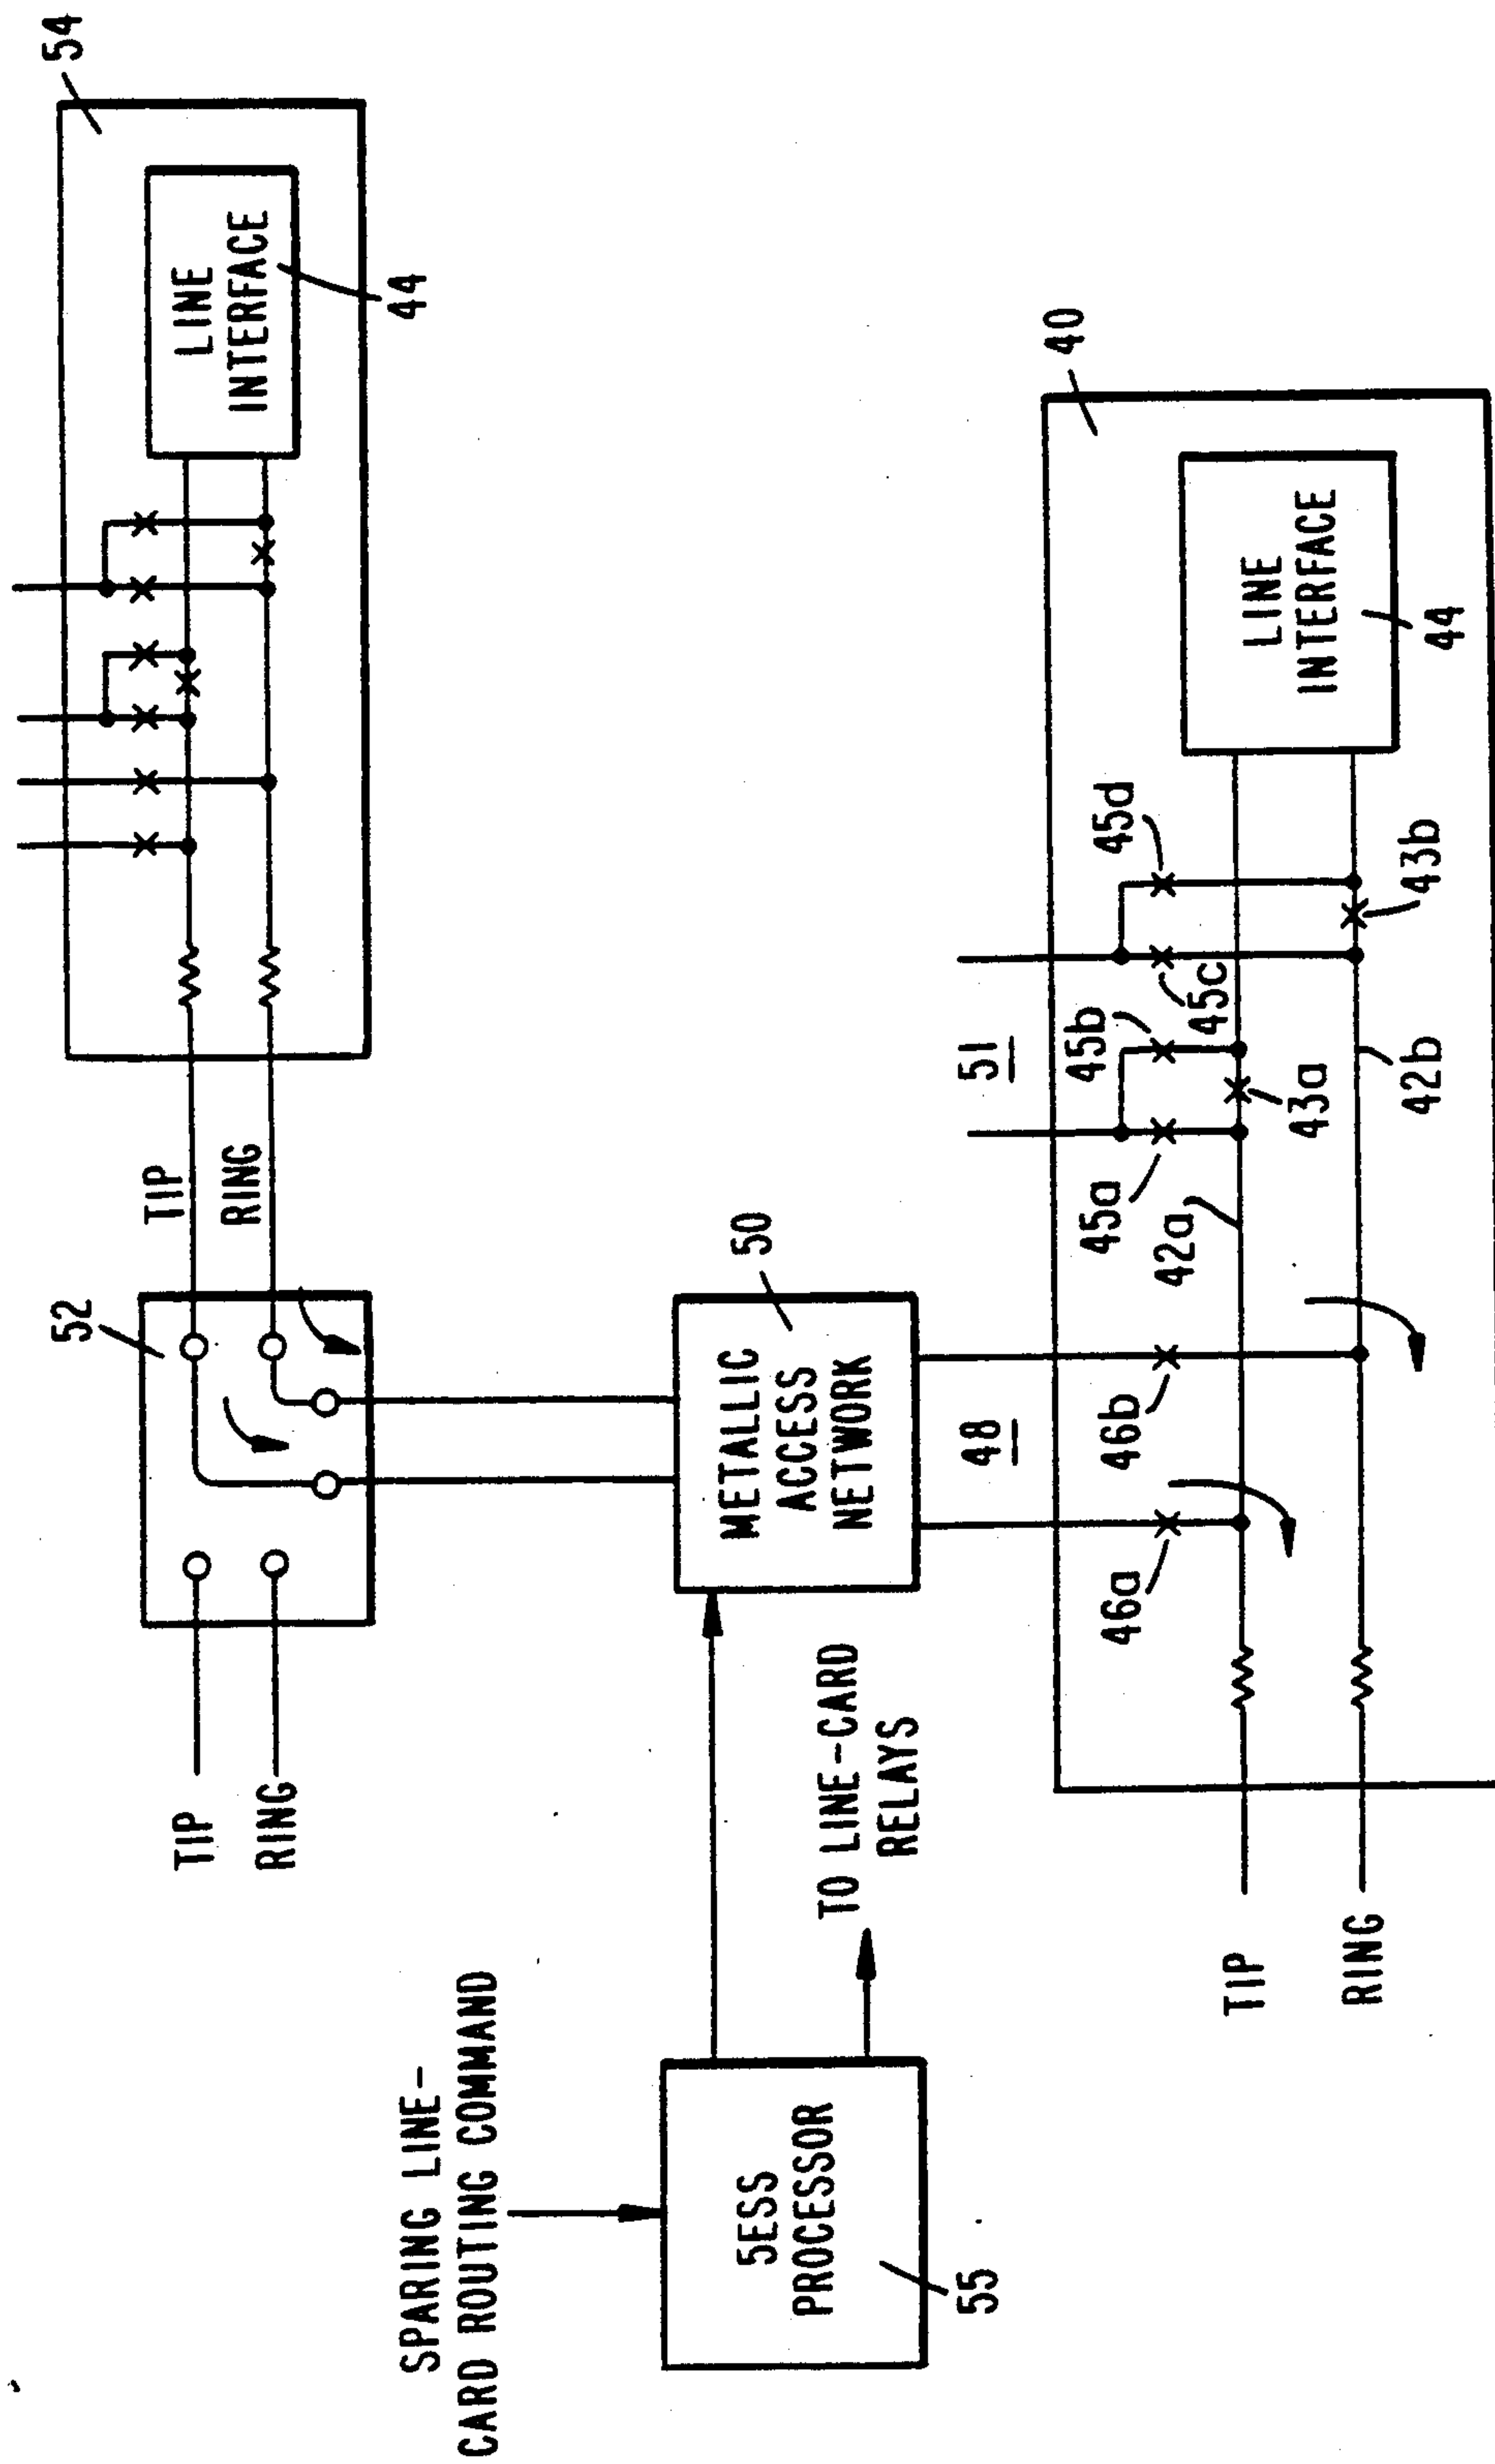 54
LINE
INTERFACE
44
52
TIP
RING
TIP
RING
50
METALLIC
ACCESS
NETWORK
SPARING LINE-
CARD ROUTING COMMAND
5ESS
PROCESSOR
55
TO LINE-CARD
RELAYS
48
51
40
46a
46b
45a
45b
45c
45d
42a
43a
42b
43b
LINE
INTERFACE
44
TIP
RING